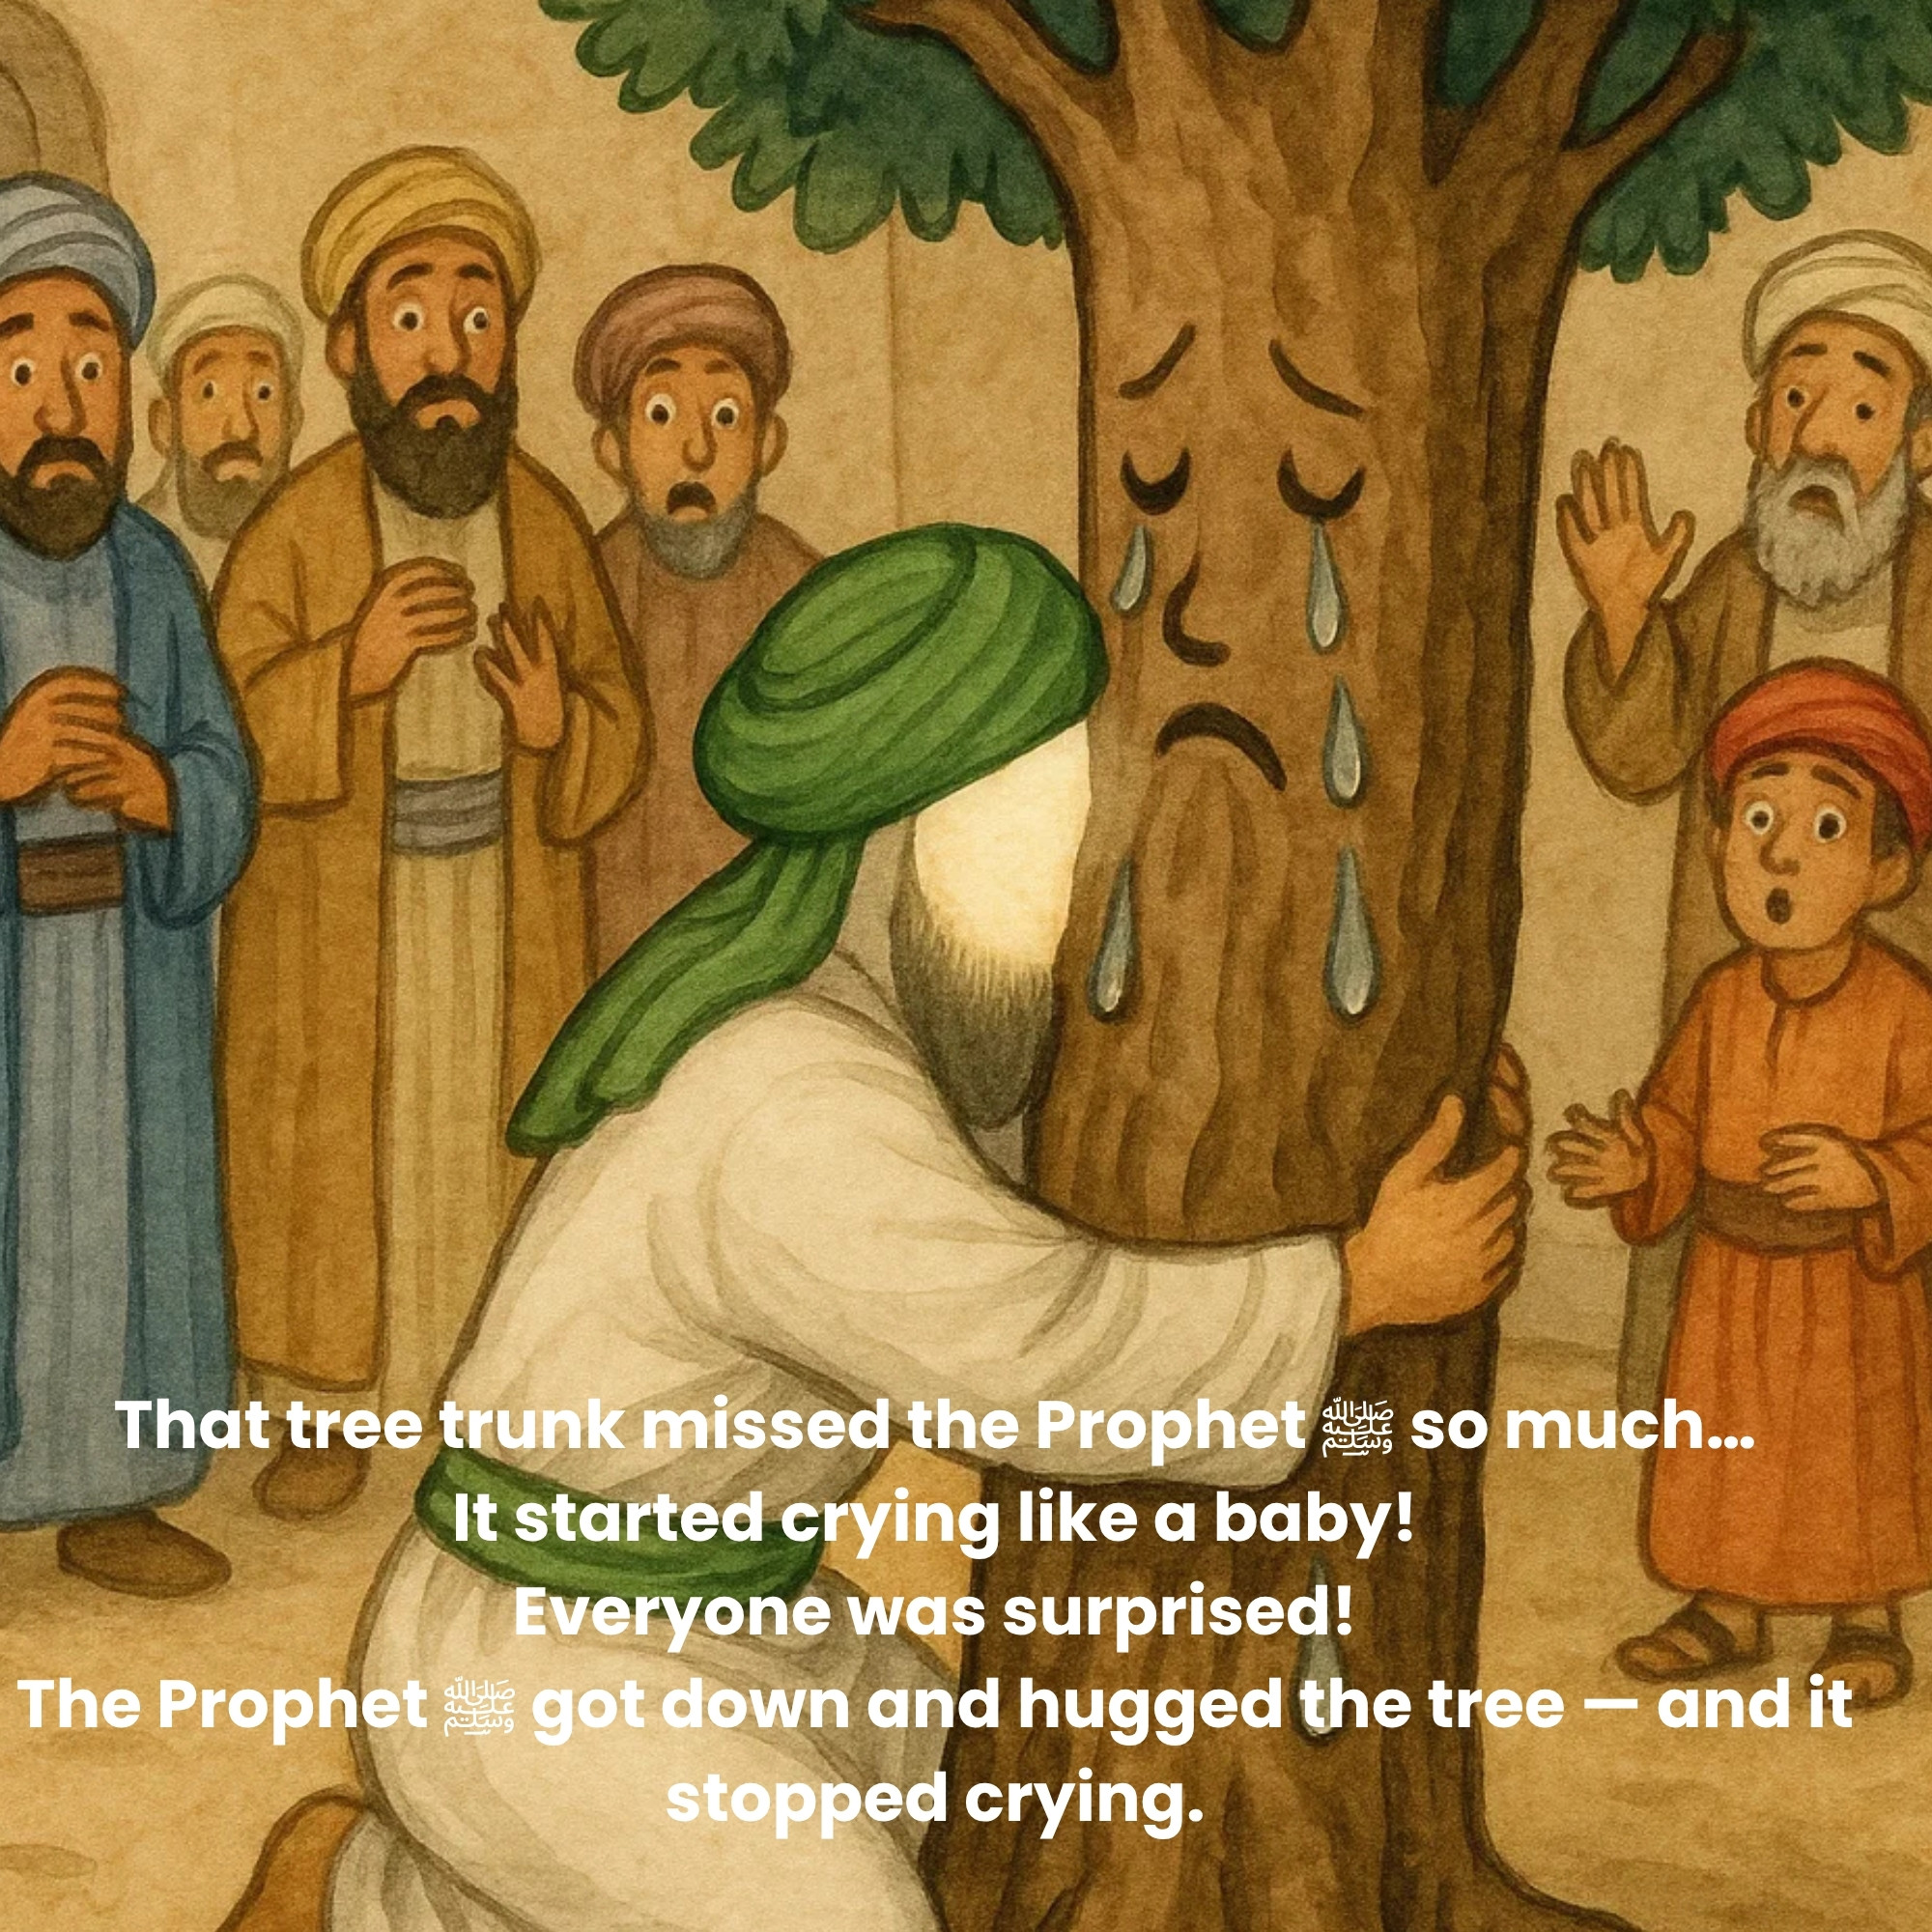 That tree trunk missed the Prophet ﷺ so much...
It started crying like a baby!
Everyone was surprised!
The Prophet ﷺ got down and hugged the tree — and it
stopped crying.